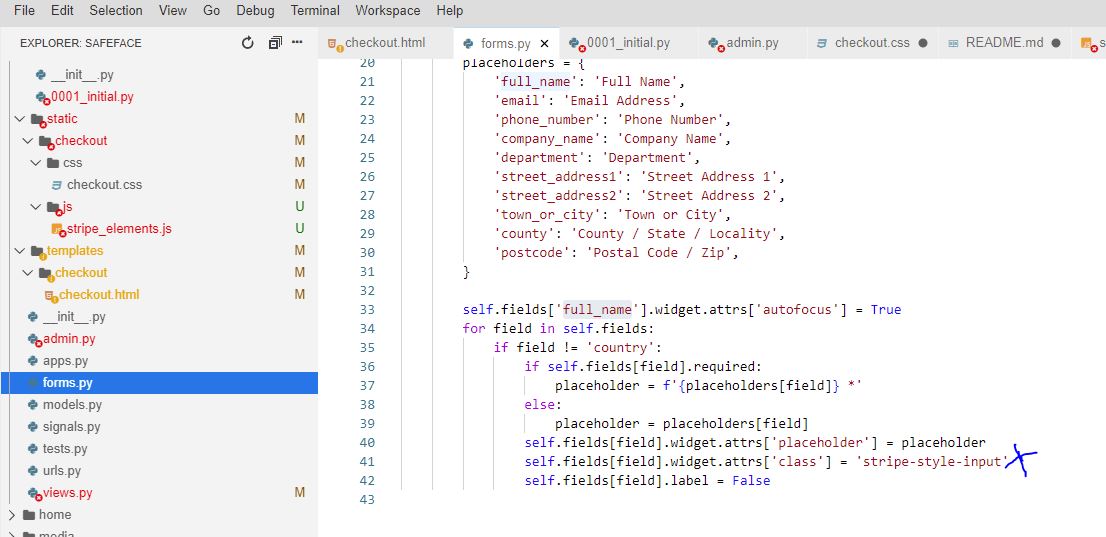 File Edit Selection View Go Debug Terminal Workspace Help
EXPLORER: SAFEFACE
checkout.html
forms.py
0001_initial.py
admin.py
checkout.css
README.md
s
__init__.py
0001_initial.py
static M
checkout M
css M
checkout.css M
js U
stripe_elements.js U
templates M
checkout M
checkout.html M
__init__.py
admin.py
apps.py
forms.py
models.py
signals.py
tests.py
urls.py
views.py M
home
media
20 placeholders = {
21 'full_name': 'Full Name',
22 'email': 'Email Address',
23 'phone_number': 'Phone Number',
24 'company_name': 'Company Name',
25 'department': 'Department',
26 'street_address1': 'Street Address 1',
27 'street_address2': 'Street Address 2',
28 'town_or_city': 'Town or City',
29 'county': 'County / State / Locality',
30 'postcode': 'Postal Code / Zip',
31 }
32
33 self.fields['full_name'].widget.attrs['autofocus'] = True
34 for field in self.fields:
35 if field != 'country':
36 if self.fields[field].required:
37 placeholder = f'{placeholders[field]} *'
38 else:
39 placeholder = placeholders[field]
40 self.fields[field].widget.attrs['placeholder'] = placeholder
41 self.fields[field].widget.attrs['class'] = 'stripe-style-input'
42 self.fields[field].label = False
43